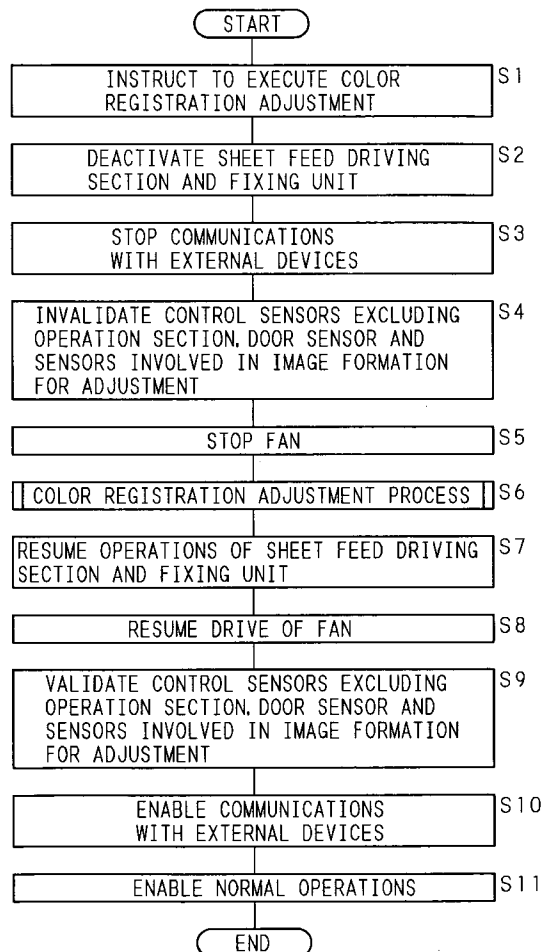 START
INSTRUCT TO EXECUTE COLOR
REGISTRATION ADJUSTMENT
S1
DEACTIVATE SHEET FEED DRIVING
SECTION AND FIXING UNIT
S2
STOP COMMUNICATIONS
WITH EXTERNAL DEVICES
S3
INVALIDATE CONTROL SENSORS EXCLUDING
OPERATION SECTION, DOOR SENSOR AND
SENSORS INVOLVED IN IMAGE FORMATION
FOR ADJUSTMENT
S4
STOP FAN
S5
COLOR REGISTRATION ADJUSTMENT PROCESS
S6
RESUME OPERATIONS OF SHEET FEED DRIVING
SECTION AND FIXING UNIT
S7
RESUME DRIVE OF FAN
S8
VALIDATE CONTROL SENSORS EXCLUDING
OPERATION SECTION, DOOR SENSOR AND
SENSORS INVOLVED IN IMAGE FORMATION
FOR ADJUSTMENT
S9
ENABLE COMMUNICATIONS
WITH EXTERNAL DEVICES
S10
ENABLE NORMAL OPERATIONS
S11
END